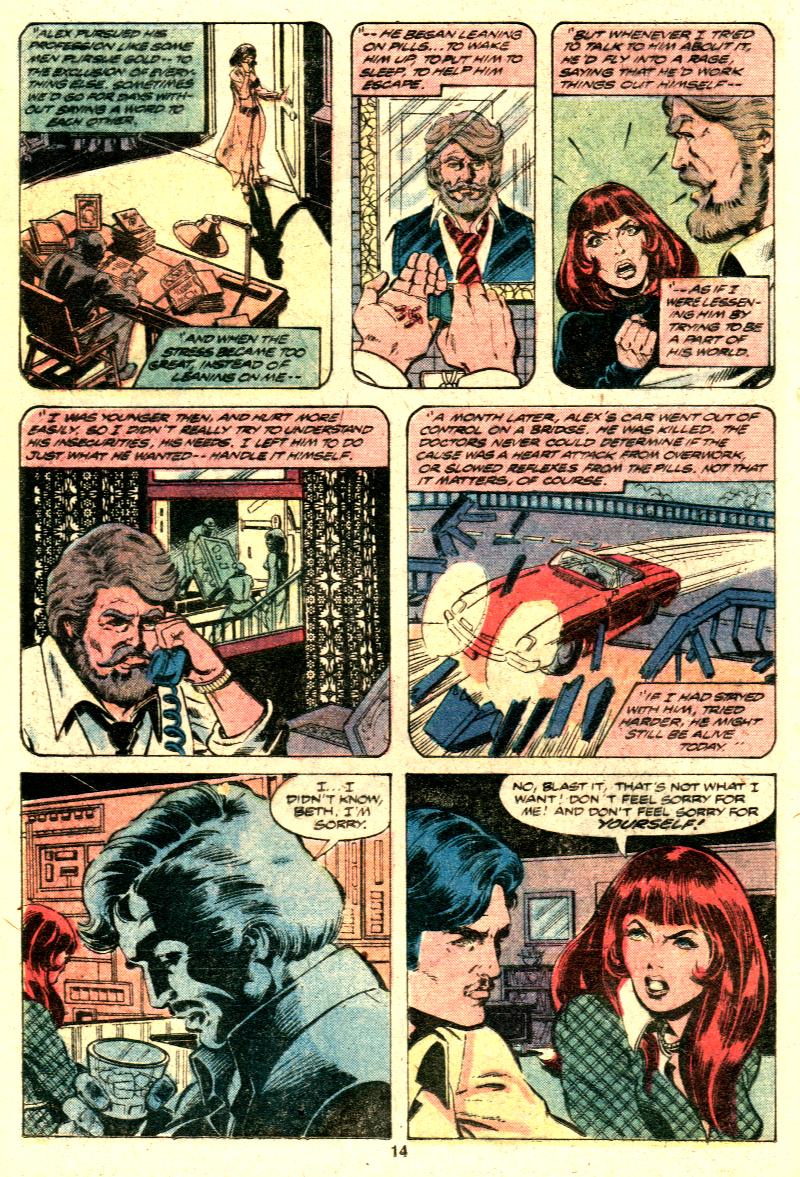 "ALEX PURSUED HIS
PROFESSION LIKE SOME
MEN PURSUE GOLD-- TO
THE EXCLUSION OF EVERY-
THING ELSE. SOMETIMES
WE'D GO FOR DAYS WITH-
OUT SAYING A WORD TO
EACH OTHER.
"AND WHEN THE
STRESS BECAME TOO
GREAT, INSTEAD OF
LEANING ON ME--
"-- HE BEGAN LEANING
ON PILLS... TO WAKE
HIM UP, TO PUT HIM TO
SLEEP, TO HELP HIM
ESCAPE.
"BUT WHENEVER I TRIED
TO TALK TO HIM ABOUT IT,
HE'D FLY INTO A RAGE,
SAYING THAT HE'D WORK
THINGS OUT HIMSELF--
"-- AS IF I
WERE LESSEN-
ING HIM BY
TRYING TO BE
A PART OF
HIS WORLD.
"I WAS YOUNGER THEN, AND HURT MORE
EASILY, SO I DIDN'T REALLY TRY TO UNDERSTAND
HIS INSECURITIES, HIS NEEDS. I LEFT HIM TO DO
JUST WHAT HE WANTED-- HANDLE IT HIMSELF.
"A MONTH LATER, ALEX'S CAR WENT OUT OF
CONTROL ON A BRIDGE. HE WAS KILLED. THE
DOCTORS NEVER COULD DETERMINE IF THE
CAUSE WAS A HEART ATTACK FROM OVERWORK,
OR SLOWED REFLEXES FROM THE PILLS. NOT THAT
IT MATTERS, OF COURSE.
"IF I HAD STAYED
WITH HIM, TRIED
HARDER, HE MIGHT
STILL BE ALIVE
TODAY."
I... I
DIDN'T KNOW,
BETH. I'M
SORRY.
NO, BLAST IT, THAT'S NOT WHAT I
WANT! DON'T FEEL SORRY FOR
ME! AND DON'T FEEL SORRY FOR
YOURSELF!
14